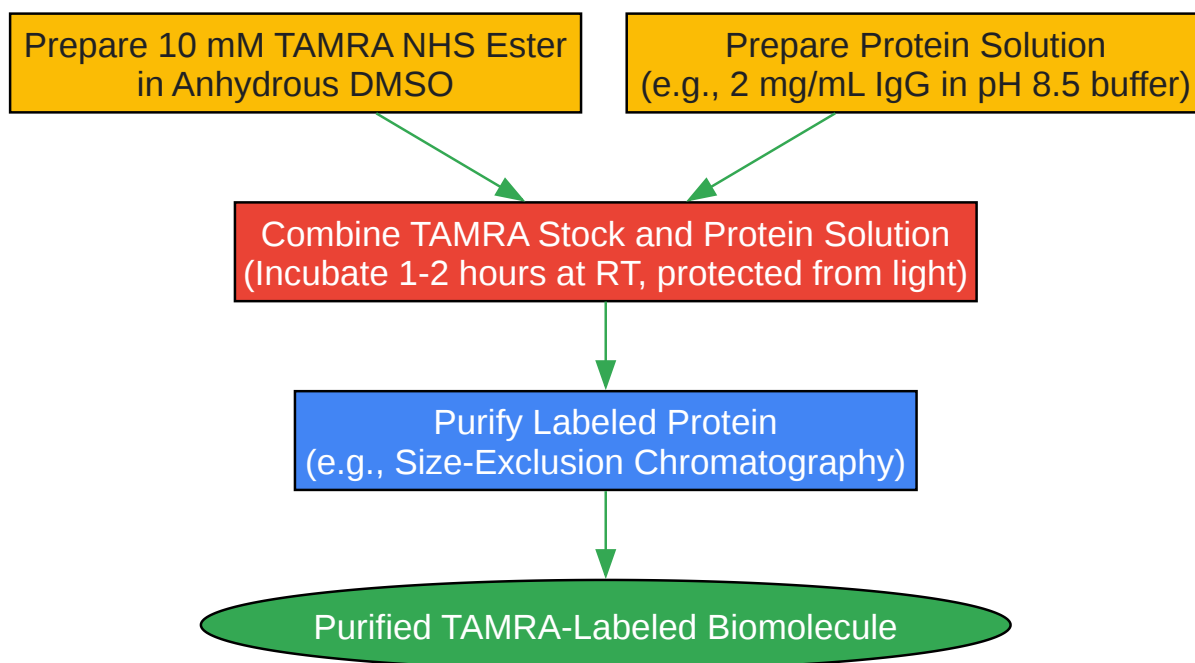 Prepare 10 mM TAMRA NHS Ester
in Anhydrous DMSO
Prepare Protein Solution
(e.g., 2 mg/mL IgG in pH 8.5 buffer)
Combine TAMRA Stock and Protein Solution
(Incubate 1-2 hours at RT, protected from light)
Purify Labeled Protein
(e.g., Size-Exclusion Chromatography)
Purified TAMRA-Labeled Biomolecule